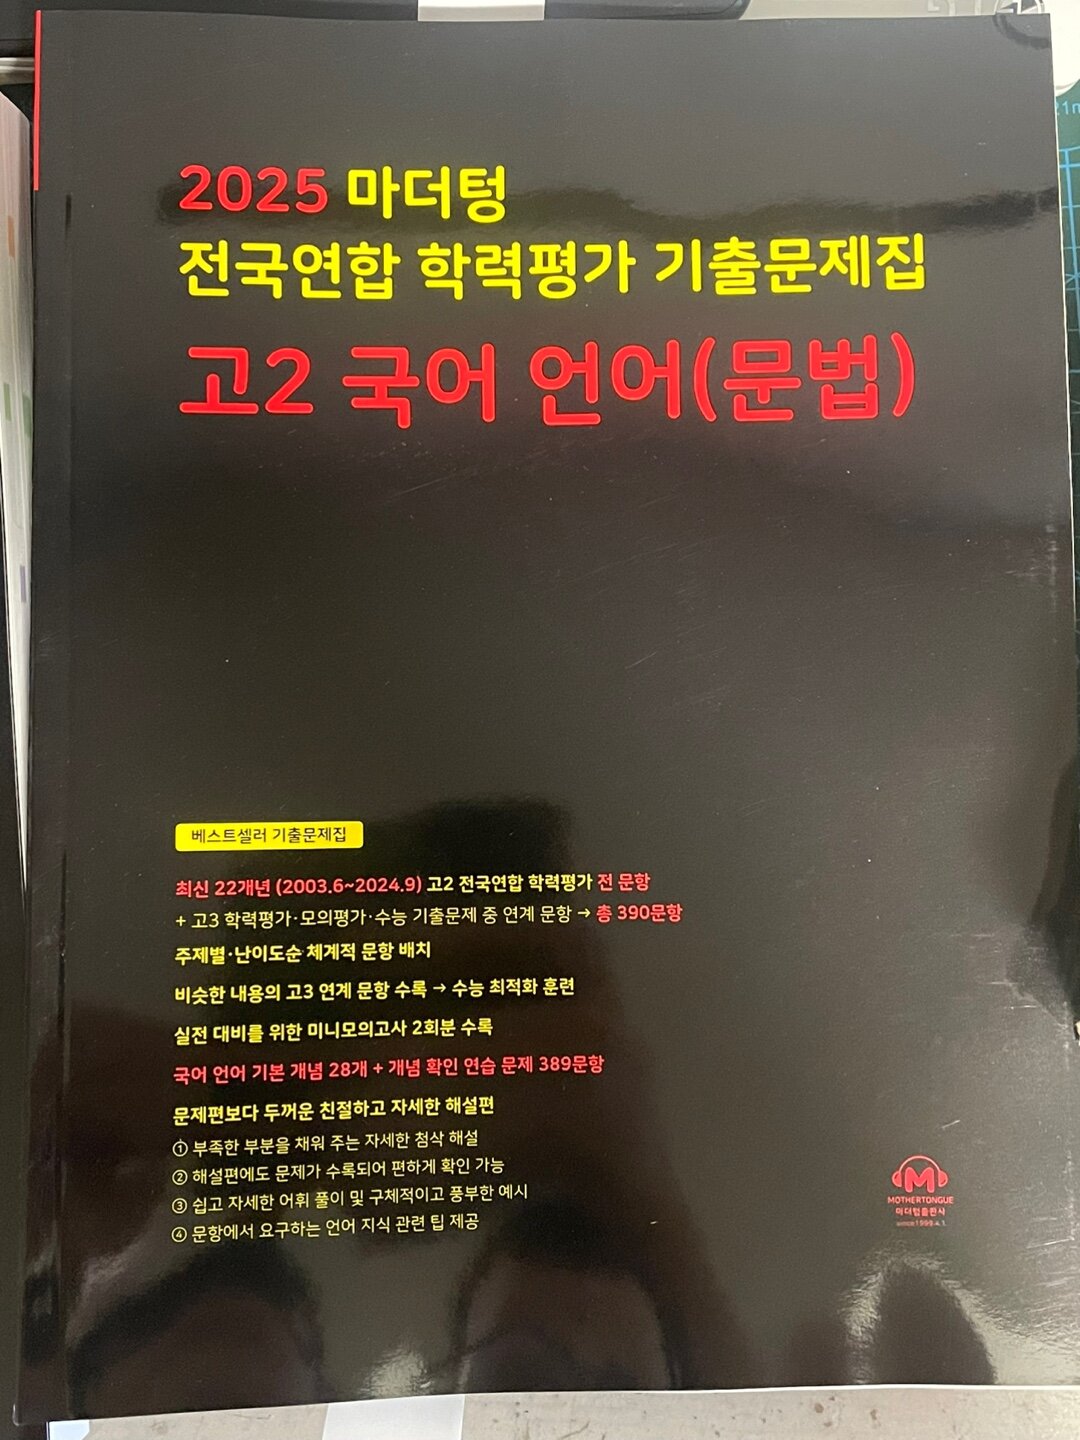 2025 마더텅
전국연합 학력평가 기출문제집
고2 국어 언어(문법)
베스트셀러 기출문제집
최신 22개년 (2003.6~2024.9) 고2 전국연합 학력평가 전 문항
+ 고3 학력평가·모의평가·수능 기출문제 중 연계 문항 → 총 390문항
주제별·난이도순 체계적 문항 배치
비슷한 내용의 고3 연계 문항 수록 → 수능 최적화 훈련
실전 대비를 위한 미니모의고사 2회분 수록
국어 언어 기본 개념 28개 + 개념 확인 연습 문제 389문항
문제편보다 두꺼운 친절하고 자세한 해설편
① 부족한 부분을 채워 주는 자세한 첨삭 해설
② 해설편에도 문제가 수록되어 편하게 확인 가능
③ 쉽고 자세한 어휘 풀이 및 구체적이고 풍부한 예시
④ 문항에서 요구하는 언어 지식 관련 팁 제공
MOTHERTONGUE
마더텅출판사
since 1999.4.1.